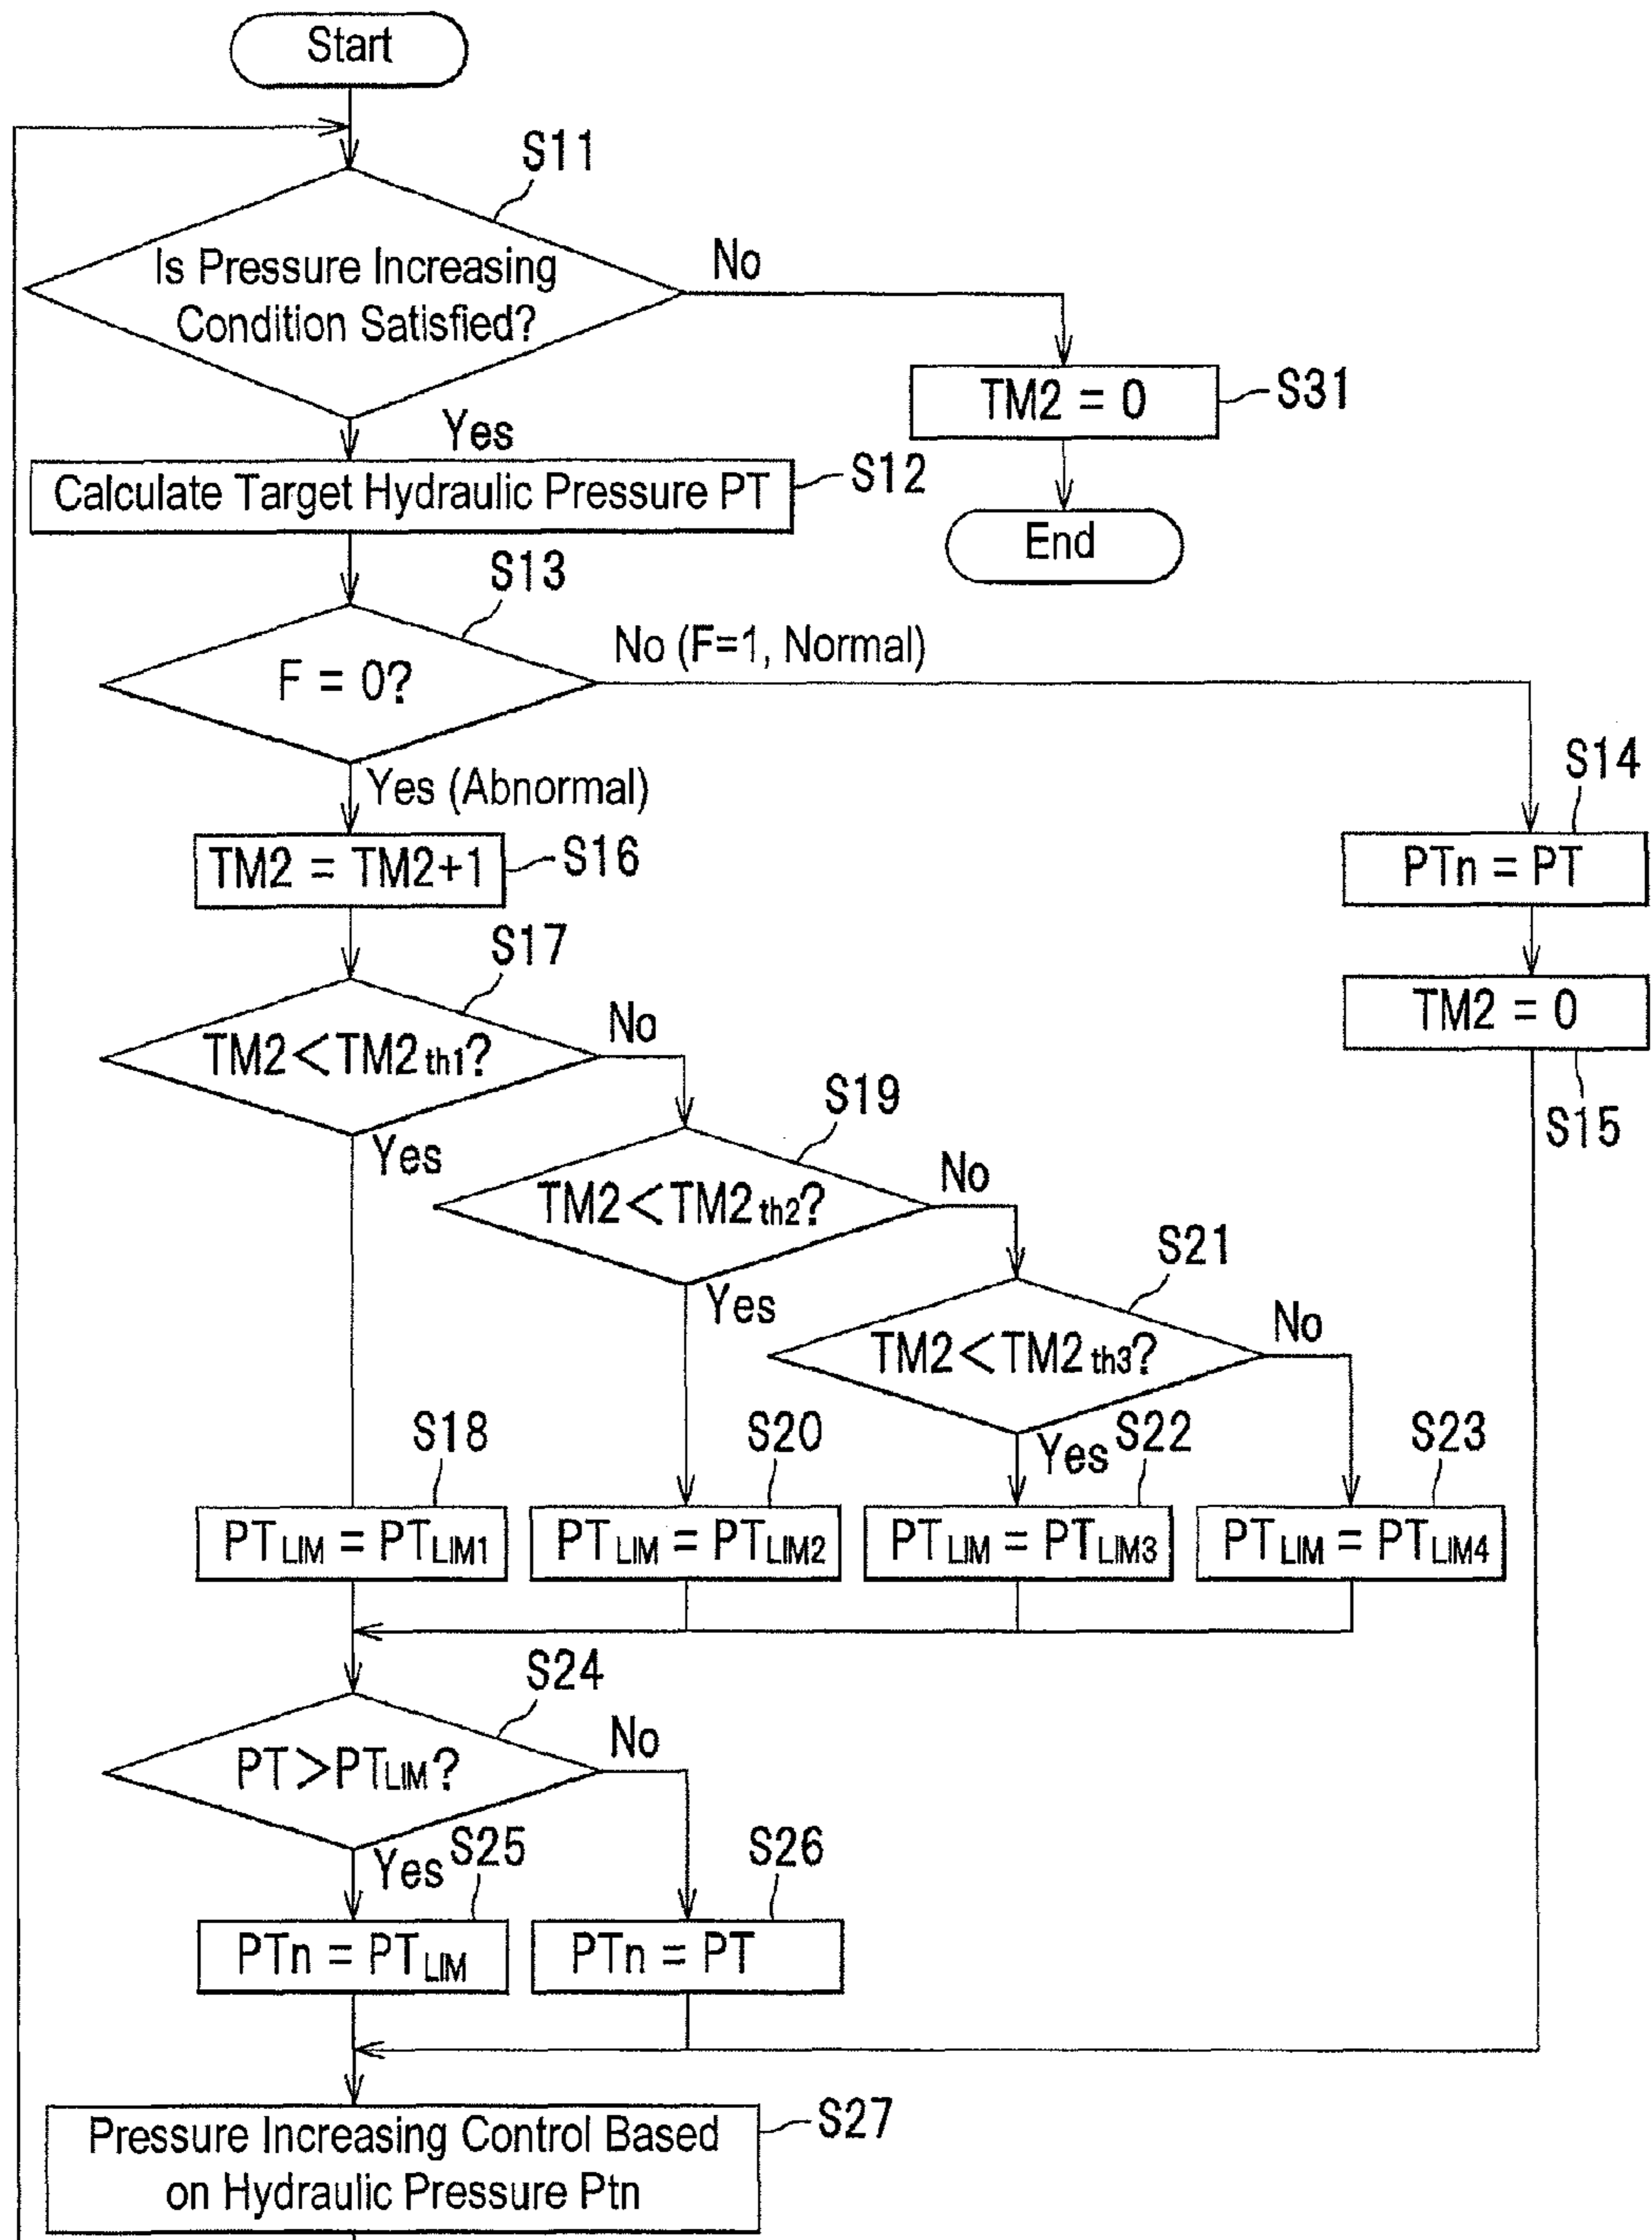 Start
S11
Is Pressure Increasing
Condition Satisfied?
No
TM2 = 0
S31
Yes
Calculate Target Hydraulic Pressure PT
S12
End
S13
F = 0?
No (F=1, Normal)
Yes (Abnormal)
S14
PTn = PT
TM2 = TM2+1
S16
S17
TM2<TM2th1?
No
TM2 = 0
S15
Yes
S19
TM2<TM2th2?
No
Yes
S21
TM2<TM2th3?
No
Yes
S18
PTLIM = PTLIM1
S20
PTLIM = PTLIM2
S22
PTLIM = PTLIM3
S23
PTLIM = PTLIM4
S24
PT>PTLIM?
No
Yes
S25
PTn = PTLIM
S26
PTn = PT
Pressure Increasing Control Based
on Hydraulic Pressure Ptn
S27